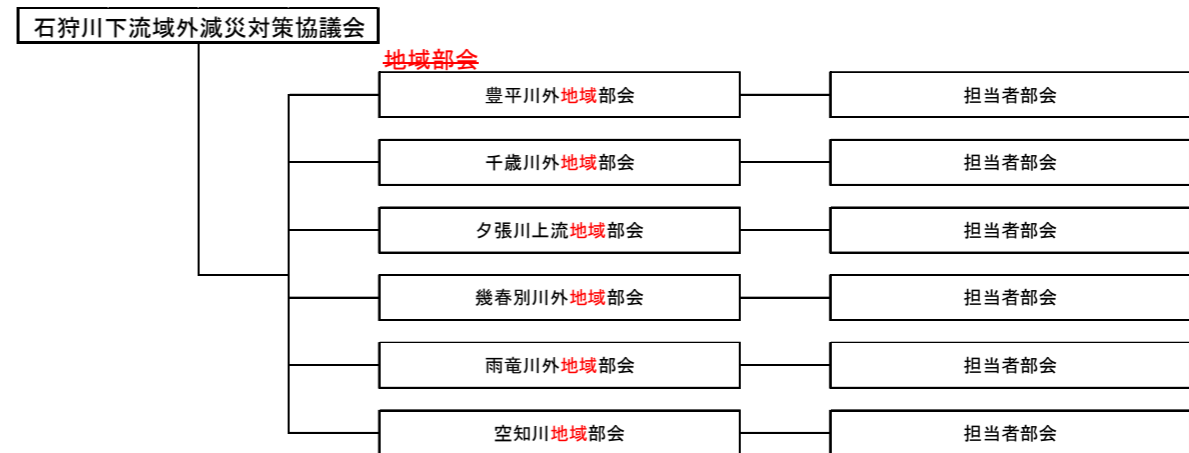 石狩川下流域外減災対策協議会
地域部会
豊平川外地域部会
担当者部会
千歳川外地域部会
担当者部会
夕張川上流地域部会
担当者部会
幾春別川外地域部会
担当者部会
雨竜川外地域部会
担当者部会
空知川地域部会
担当者部会